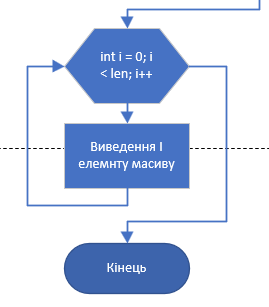 int i = 0; i
< len; i++
Виведення І
елемнту масиву
Кінець